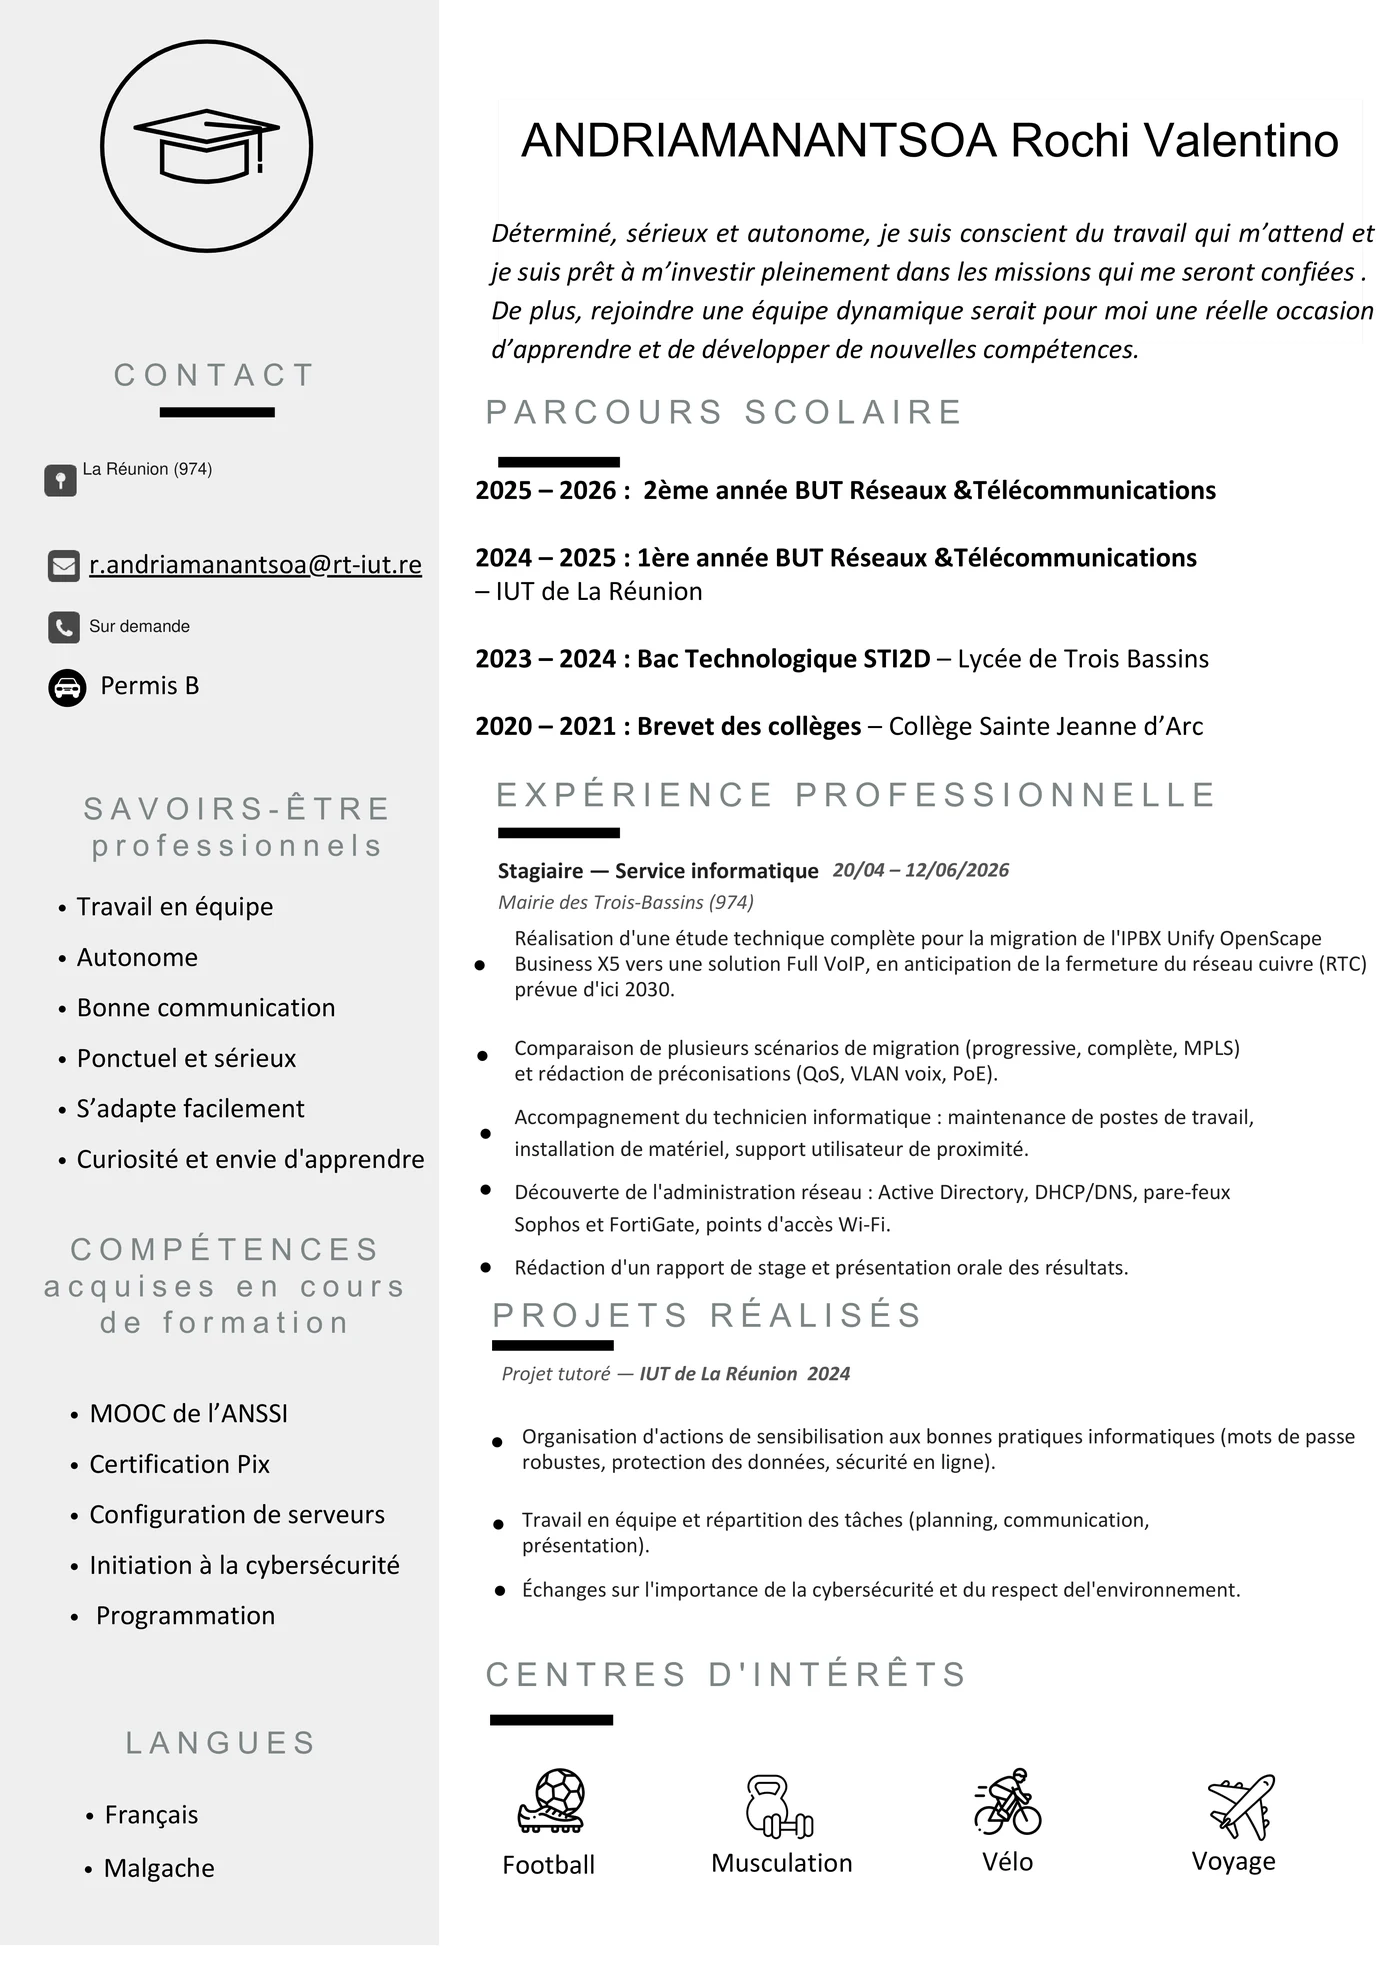 ANDRIAMANANTSOA Rochi Valentino
Déterminé, sérieux et autonome, je suis conscient du travail qui m’attend et
je suis prêt à m’investir pleinement dans les missions qui me seront confiées .
De plus, rejoindre une équipe dynamique serait pour moi une réelle occasion
d’apprendre et de développer de nouvelles compétences.
CONTACT
La Réunion (974)
r.andriamanantsoa@rt-iut.re
Sur demande
Permis B
SAVOIRS-ÊTRE
professionnels
• Travail en équipe
• Autonome
• Bonne communication
• Ponctuel et sérieux
• S’adapte facilement
• Curiosité et envie d'apprendre
COMPÉTENCES
acquises en cours
de formation
• MOOC de l’ANSSI
• Certification Pix
• Configuration de serveurs
• Initiation à la cybersécurité
• Programmation
LANGUES
• Français
• Malgache
PARCOURS SCOLAIRE
2025 – 2026 : 2ème année BUT Réseaux &Télécommunications
2024 – 2025 : 1ère année BUT Réseaux &Télécommunications
– IUT de La Réunion
2023 – 2024 : Bac Technologique STI2D – Lycée de Trois Bassins
2020 – 2021 : Brevet des collèges – Collège Sainte Jeanne d’Arc
EXPÉRIENCE PROFESSIONNELLE
Stagiaire — Service informatique 20/04 – 12/06/2026
Mairie des Trois-Bassins (974)
• Réalisation d'une étude technique complète pour la migration de l'IPBX Unify OpenScape
Business X5 vers une solution Full VoIP, en anticipation de la fermeture du réseau cuivre (RTC)
prévue d'ici 2030.
• Comparaison de plusieurs scénarios de migration (progressive, complète, MPLS)
et rédaction de préconisations (QoS, VLAN voix, PoE).
• Accompagnement du technicien informatique : maintenance de postes de travail,
installation de matériel, support utilisateur de proximité.
• Découverte de l'administration réseau : Active Directory, DHCP/DNS, pare-feux
Sophos et FortiGate, points d'accès Wi-Fi.
• Rédaction d'un rapport de stage et présentation orale des résultats.
PROJETS RÉALISÉS
Projet tutoré — IUT de La Réunion 2024
• Organisation d'actions de sensibilisation aux bonnes pratiques informatiques (mots de passe
robustes, protection des données, sécurité en ligne).
• Travail en équipe et répartition des tâches (planning, communication,
présentation).
• Échanges sur l'importance de la cybersécurité et du respect del'environnement.
CENTRES D'INTÉRÊTS
Football
Musculation
Vélo
Voyage